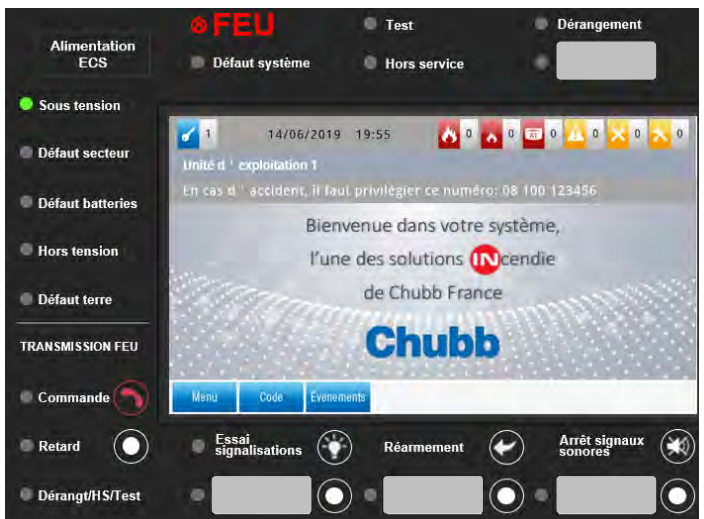 Alimentation
ECS
FEU
Test
Dérangement
Défaut système
Hors service
Sous tension
Défaut secteur
Défaut batteries
Hors tension
Défaut terre
TRANSMISSION FEU
Commande
Retard
Dérangt/HS/Test
1 14/06/2019 19:55 0 0 0 0 0 0
Unité d ' exploitation 1
En cas d ' accident, il faut privilégier ce numéro: 08 100 123456
Bienvenue dans votre système,
l'une des solutions INcendie
de Chubb France
Chubb
Menu Code Evenements
Essai
signalisations
Réarmement
Arrêt signaux
sonores